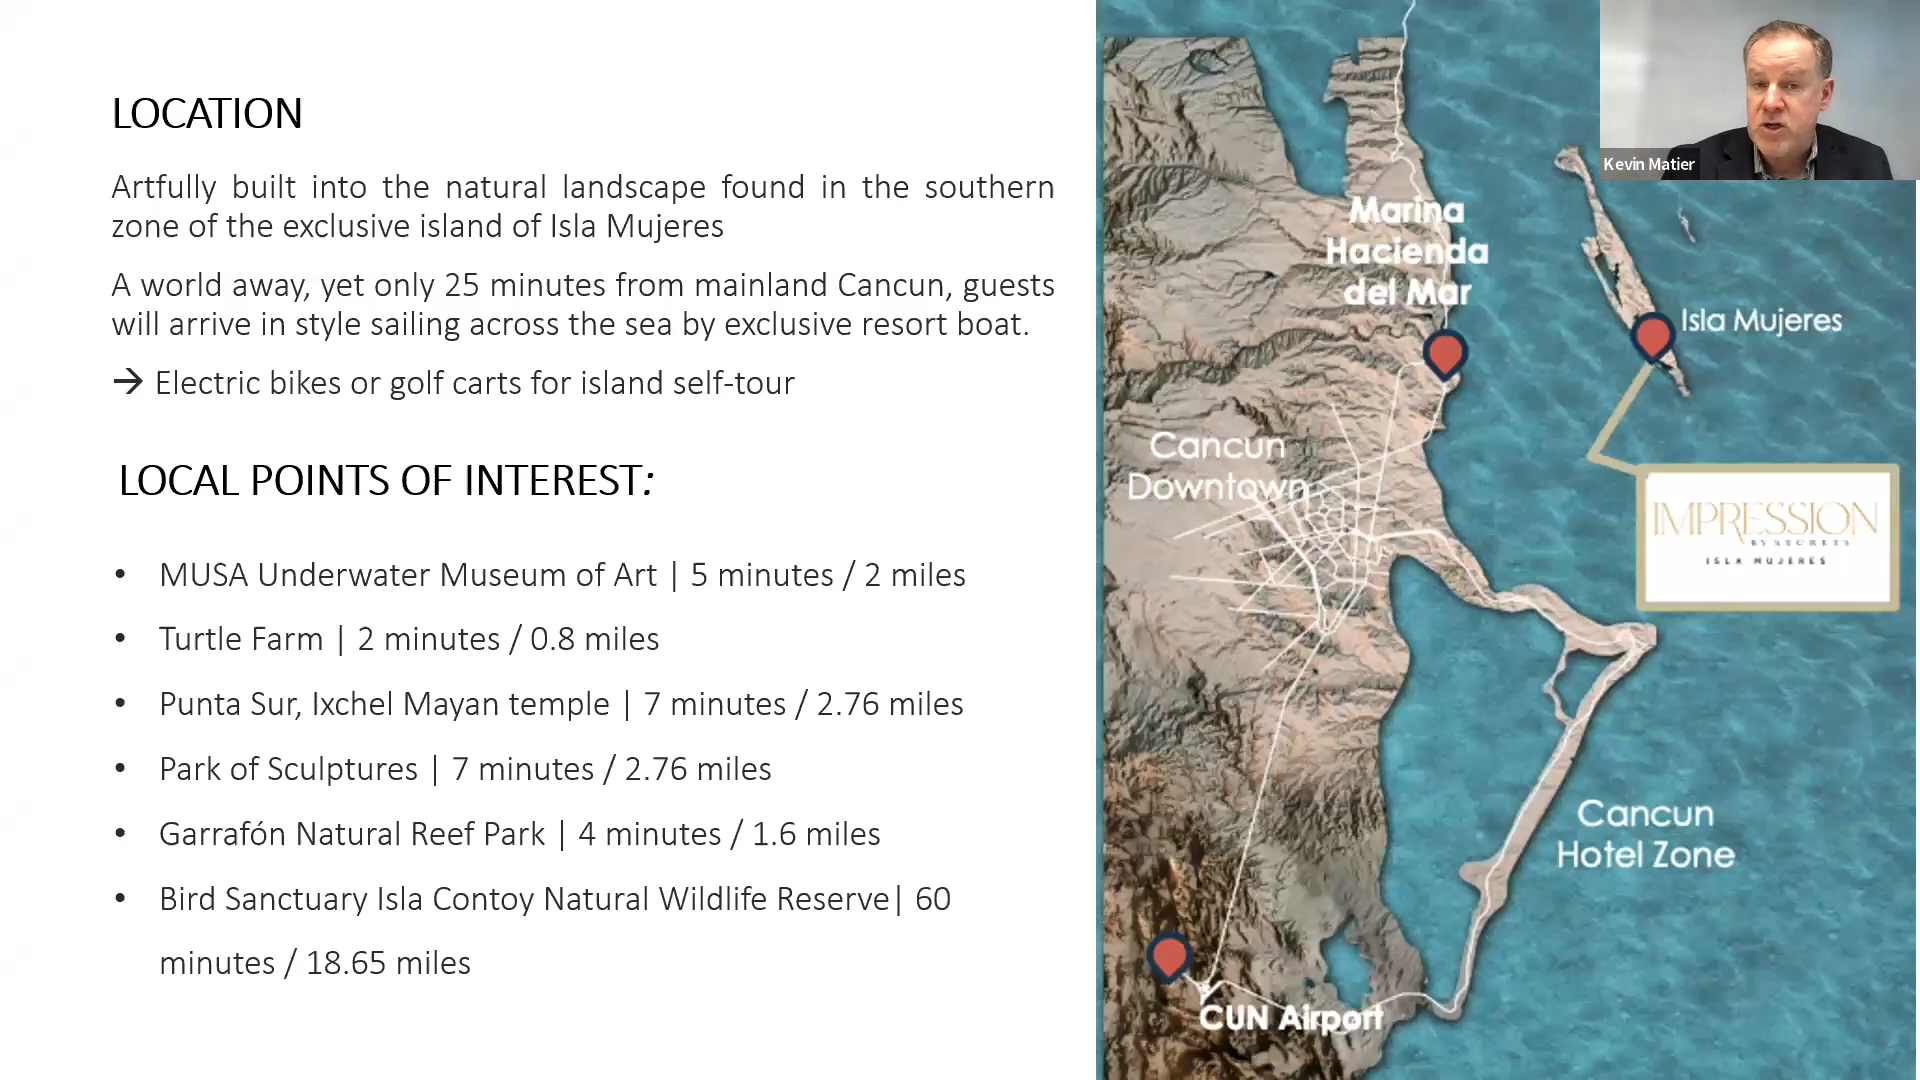 LOCATION
Artfully built into the natural landscape found in the southern
zone of the exclusive island of Isla Mujeres
A world away, yet only 25 minutes from mainland Cancun, guests
will arrive in style sailing across the sea by exclusive resort boat.
→ Electric bikes or golf carts for island self-tour
LOCAL POINTS OF INTEREST:
• MUSA Underwater Museum of Art | 5 minutes / 2 miles
• Turtle Farm | 2 minutes / 0.8 miles
• Punta Sur, Ixchel Mayan temple | 7 minutes / 2.76 miles
• Park of Sculptures | 7 minutes / 2.76 miles
• Garrafón Natural Reef Park | 4 minutes / 1.6 miles
• Bird Sanctuary Isla Contoy Natural Wildlife Reserve| 60
minutes / 18.65 miles
Kevin Matier
Marina
Hacienda
del Mar
Isla Mujeres
Cancun
Downtown
IMPRESSION
BY SECRETS
ISLA MUJERES
Cancun
Hotel Zone
CUN Airport